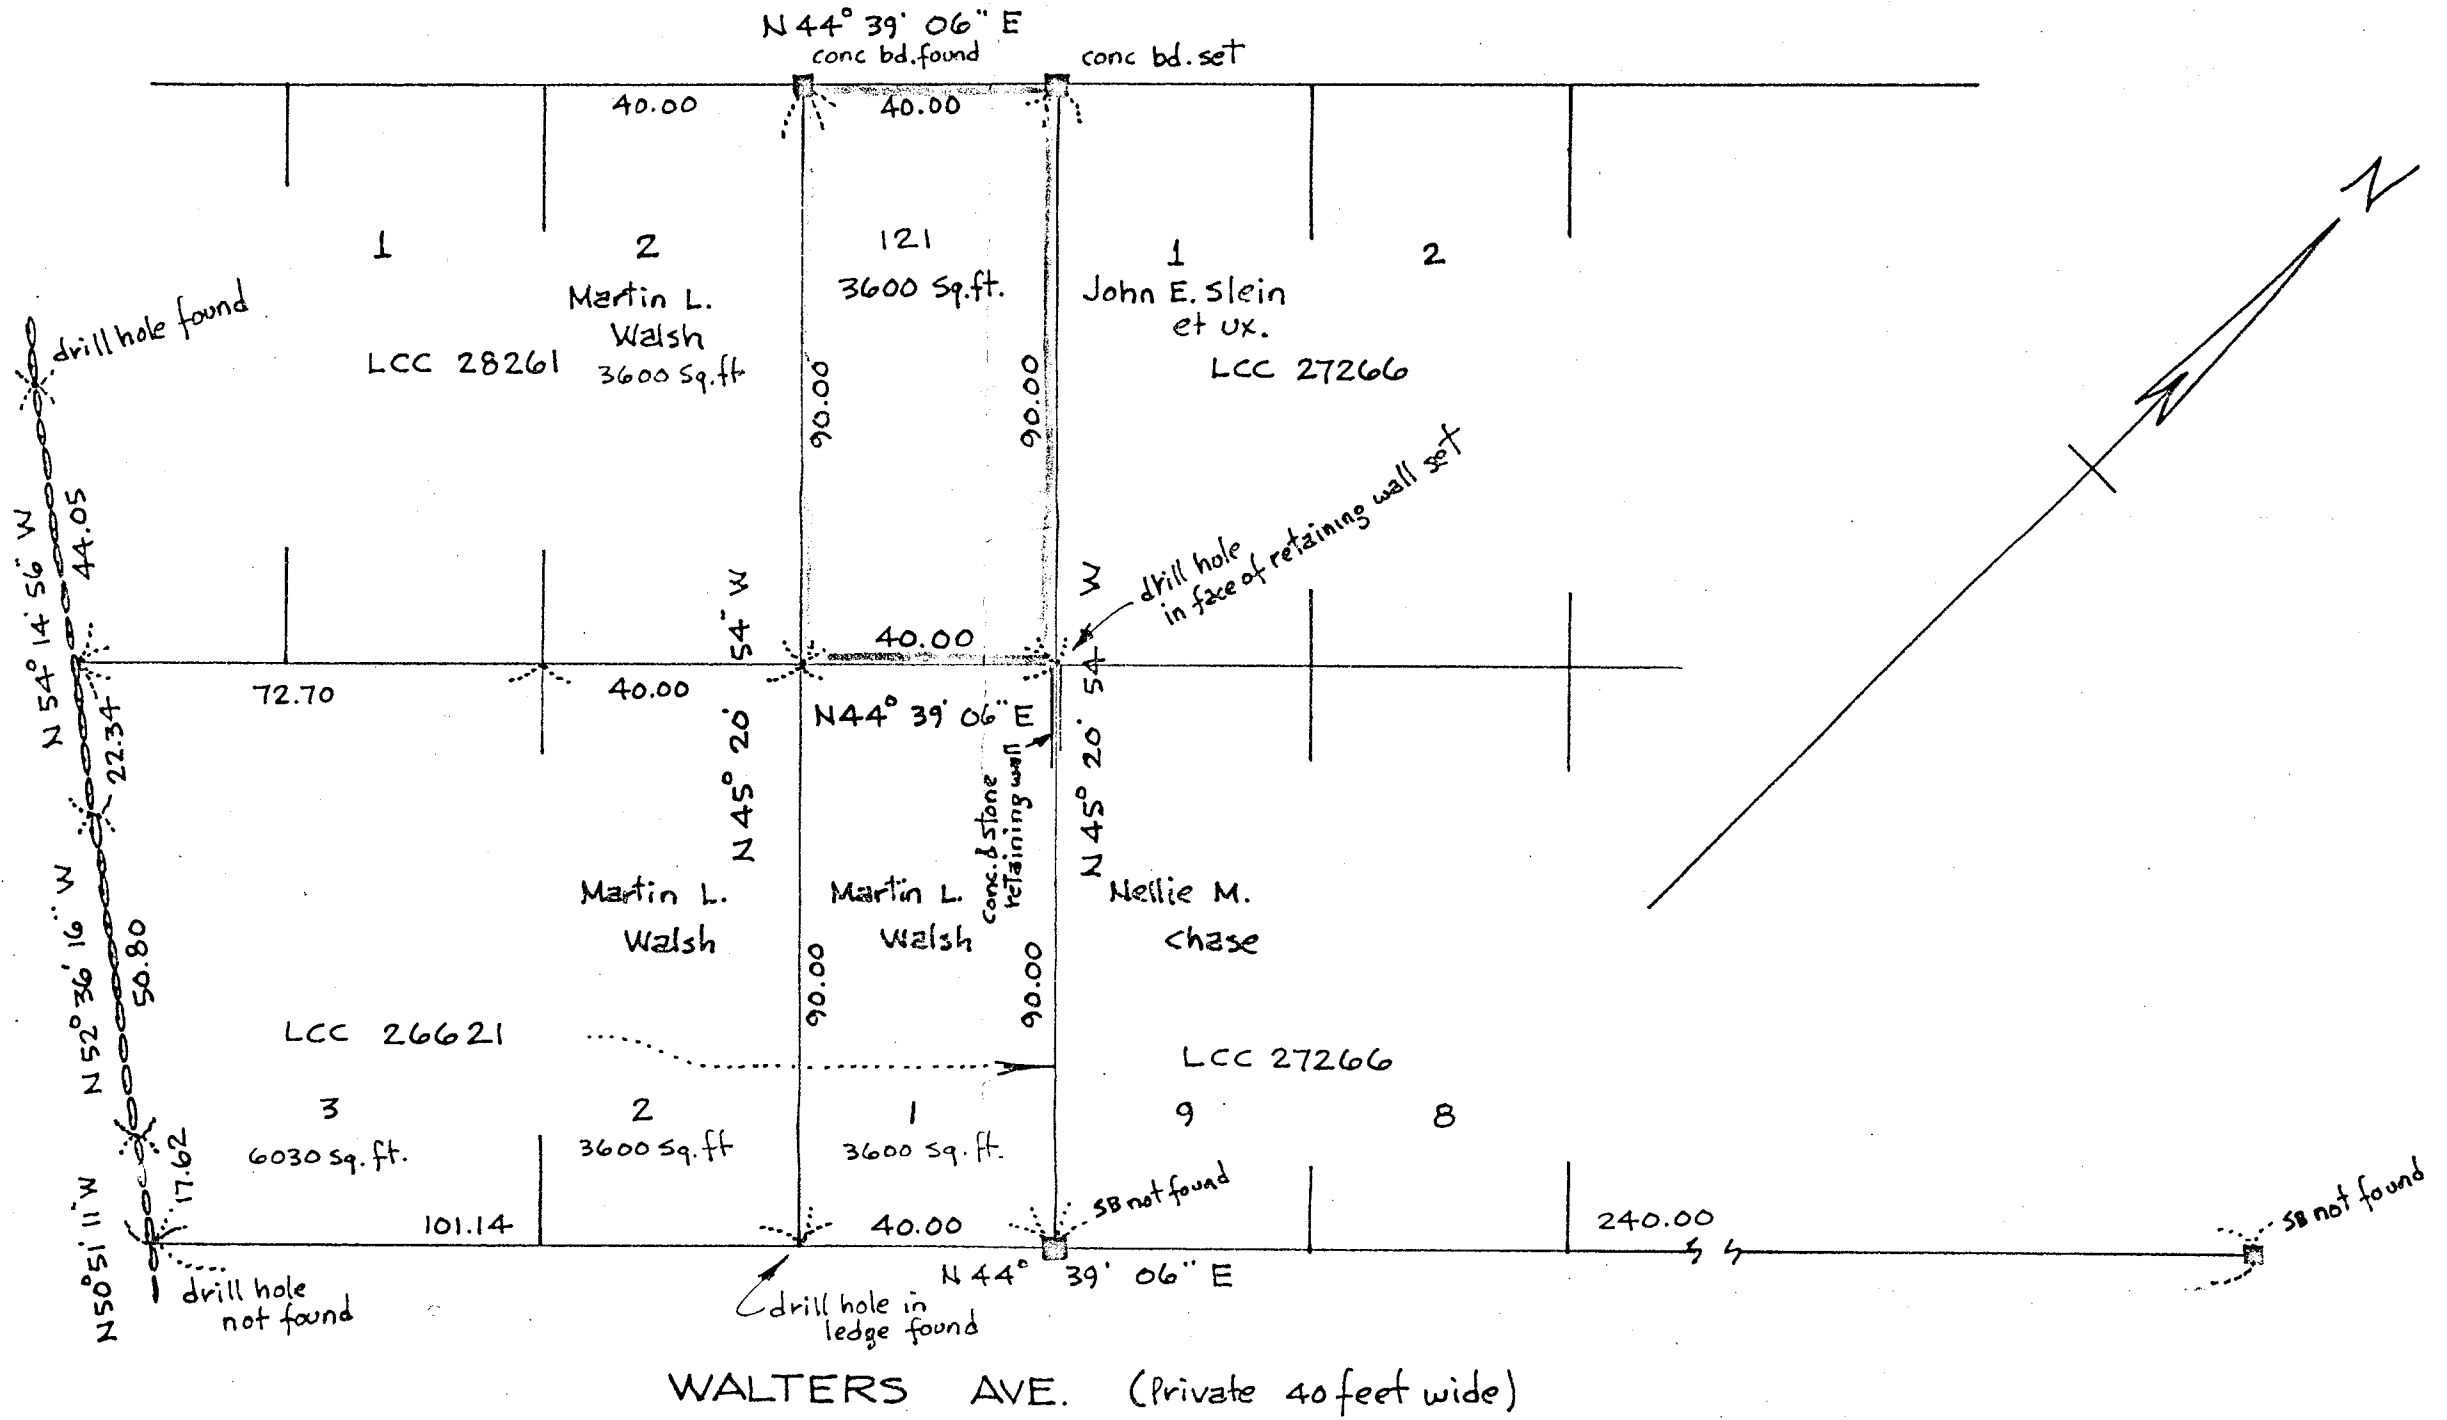 N 44° 39' 06" E
conc bd. found
conc bd. set
40.00
40.00
1
2
121
1
2
3600 Sq.ft.
Martin L.
Walsh
3600 Sq.ft
John E. Slein
et ux.
drill hole found
LCC 28261
LCC 27266
90.00
90.00
drill hole
in face of retaining wall set
N 54° 14' 56" W
44.05
40.00
72.70
40.00
N 45° 20' 54" W
N 44° 39' 06" E
N 45° 20' 54" W
22.34
conc. & stone
retaining wall
N 52° 36' 16" W
50.80
Martin L.
Walsh
Martin L.
Walsh
Nellie M.
Chase
90.00
90.00
LCC 26621
LCC 27266
3
6030 Sq. ft.
2
3600 Sq.ft
1
3600 Sq.ft.
9
8
N 50° 51' 11" W
17.62
101.14
40.00
SB not found
240.00
SB not found
N 44° 39' 06" E
drill hole
not found
drill hole in
ledge found
WALTERS AVE. (Private 40 feet wide)
N